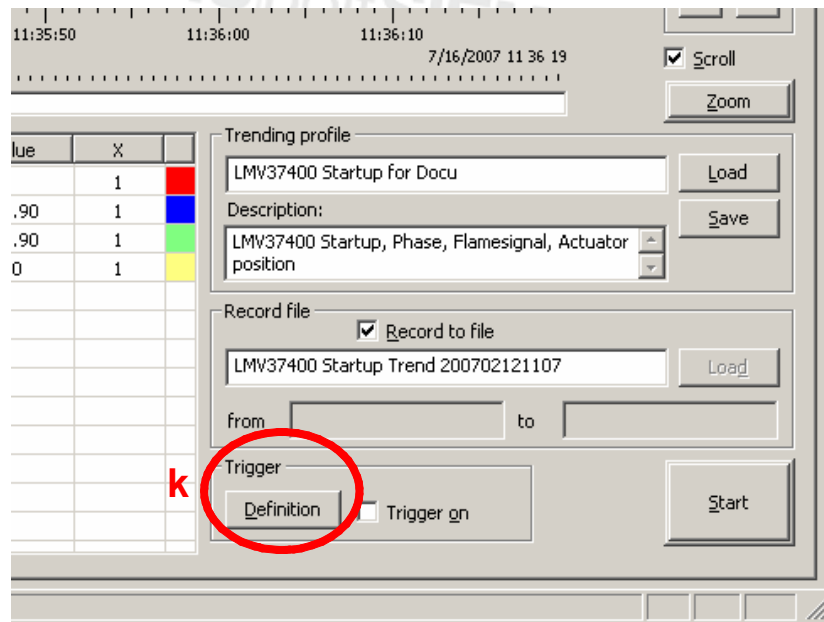 11:35:50 11:36:00 11:36:10
7/16/2007 11 36 19
Scroll
Zoom
lue X
1
.90 1
.90 1
0 1
Trending profile
LMV37400 Startup for Docu
Load
Description:
Save
LMV37400 Startup, Phase, Flamesignal, Actuator
position
Record file
Record to file
LMV37400 Startup Trend 200702121107
Load
from to
Trigger
k
Definition
Trigger on
Start